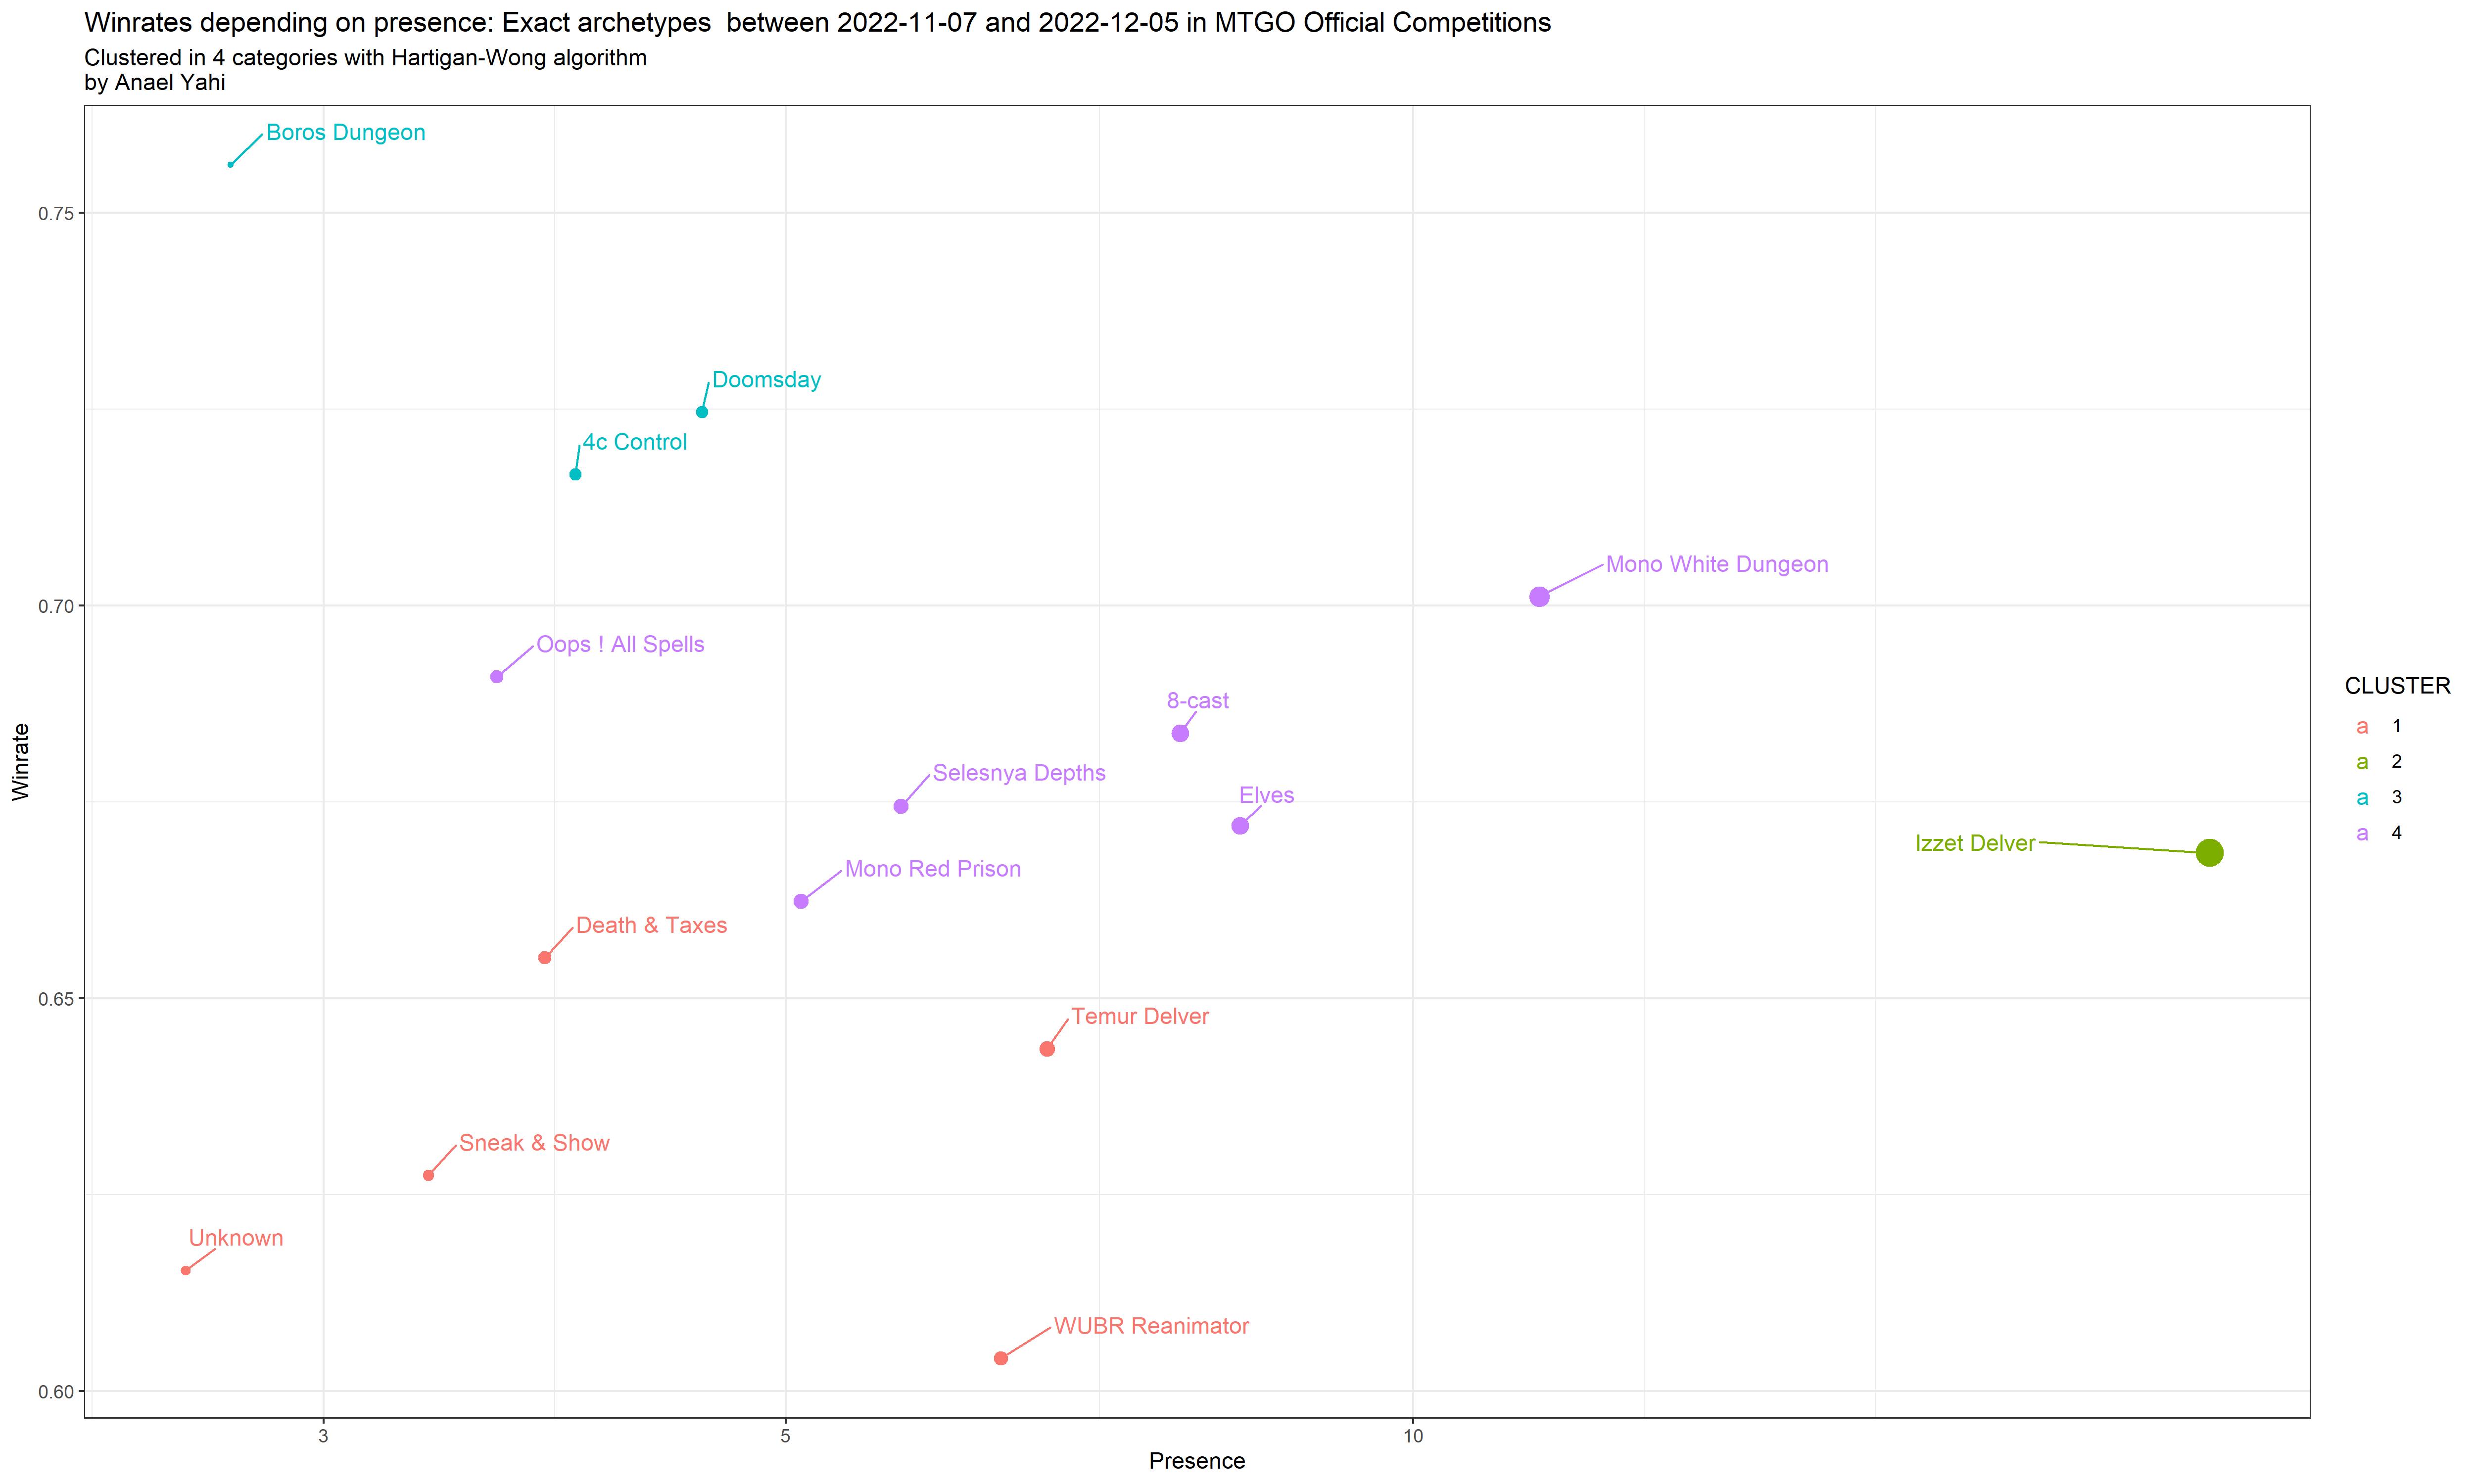 Winrates depending on presence: Exact archetypes  between 2022-11-07 and 2022-12-05 in MTGO Official Competitions
Clustered in 4 categories with Hartigan-Wong algorithm
by Anael Yahi
Boros Dungeon
0.75
Doomsday
4c Control
Mono White Dungeon
0.70
Oops ! All Spells
8-cast
Selesnya Depths
Elves
Izzet Delver
Mono Red Prison
Death & Taxes
0.65
Temur Delver
Sneak & Show
Unknown
WUBR Reanimator
0.60
Winrate
3
5
10
Presence
CLUSTER
a 1
a 2
a 3
a 4